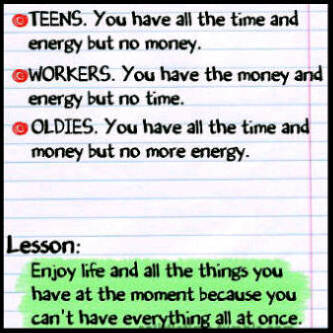 TEENS. You have all the time and
energy but no money.
WORKERS. You have the money and
energy but no time.
OLDIES. You have all the time and
money but no more energy.
Lesson:
Enjoy life and all the things you
have at the moment because you
can't have everything all at once.